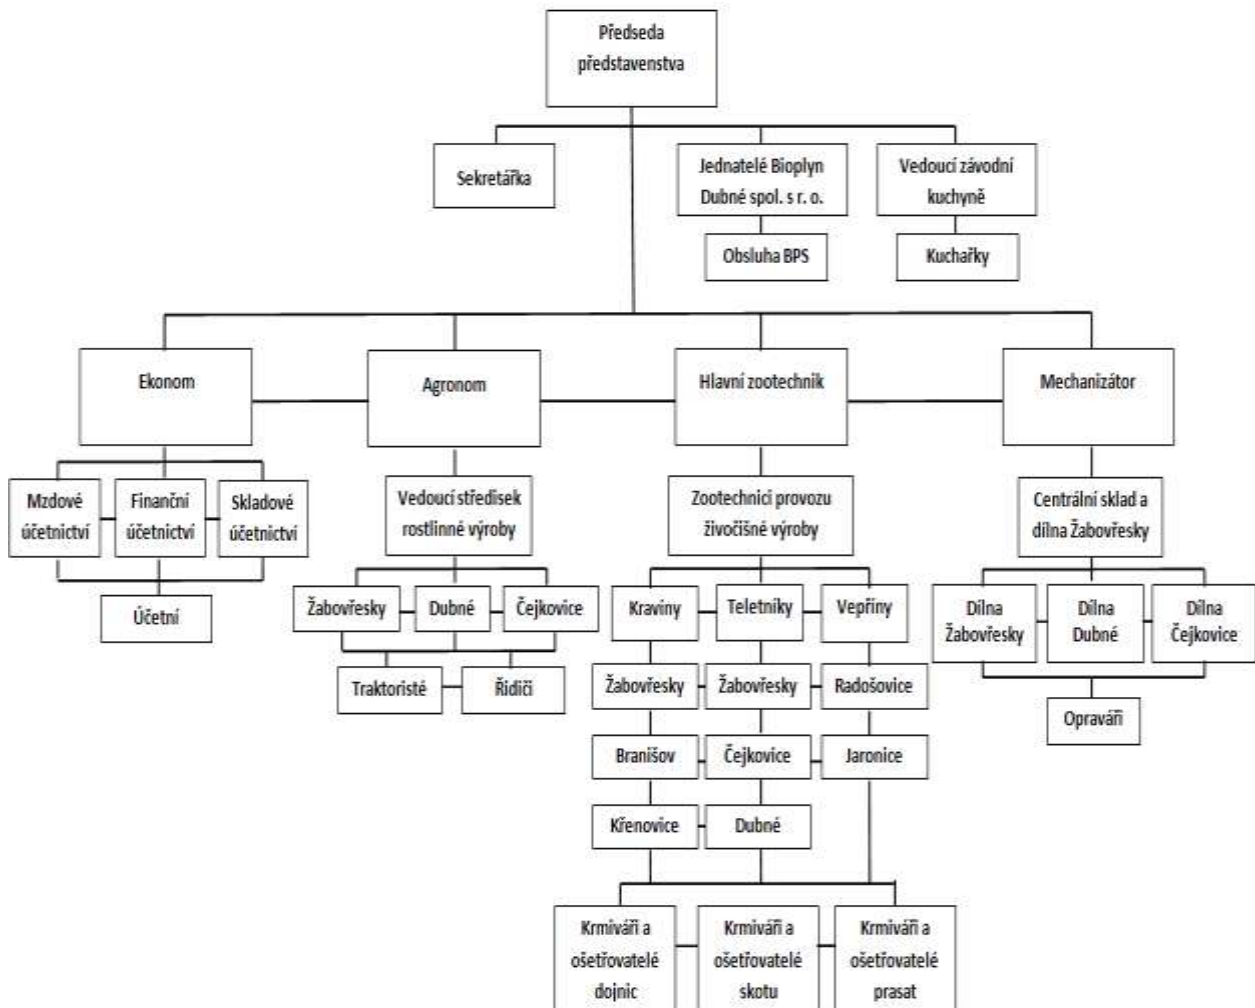 Předseda
představenstva
Sekretářka
Jednatelé Bioplyn
Dubné spol. s r. o.
Vedoucí závodní
kuchyně
Obsluha BPS
Kuchařky
Ekonom
Agronom
Hlavní zootechnik
Mechanizátor
Mzdové
účetnictví
Finanční
účetnictví
Skladové
účetnictví
Účetní
Vedoucí středisek
rostlinné výroby
Žabovřesky
Dubné
Čejkovice
Traktoristé
Řidiči
Zootechnici provozu
živočišné výroby
Kravíny
Teletníky
Vepříny
Žabovřesky
Žabovřesky
Radošovice
Branišov
Čejkovice
Jaronice
Křenovice
Dubné
Krmiváři a
ošetřovatelé
dojnic
Krmiváři a
ošetřovatelé
skotu
Krmiváři a
ošetřovatelé
prasat
Centrální sklad a
dílna Žabovřesky
Dílna
Žabovřesky
Dílna
Dubné
Dílna
Čejkovice
Opraváři